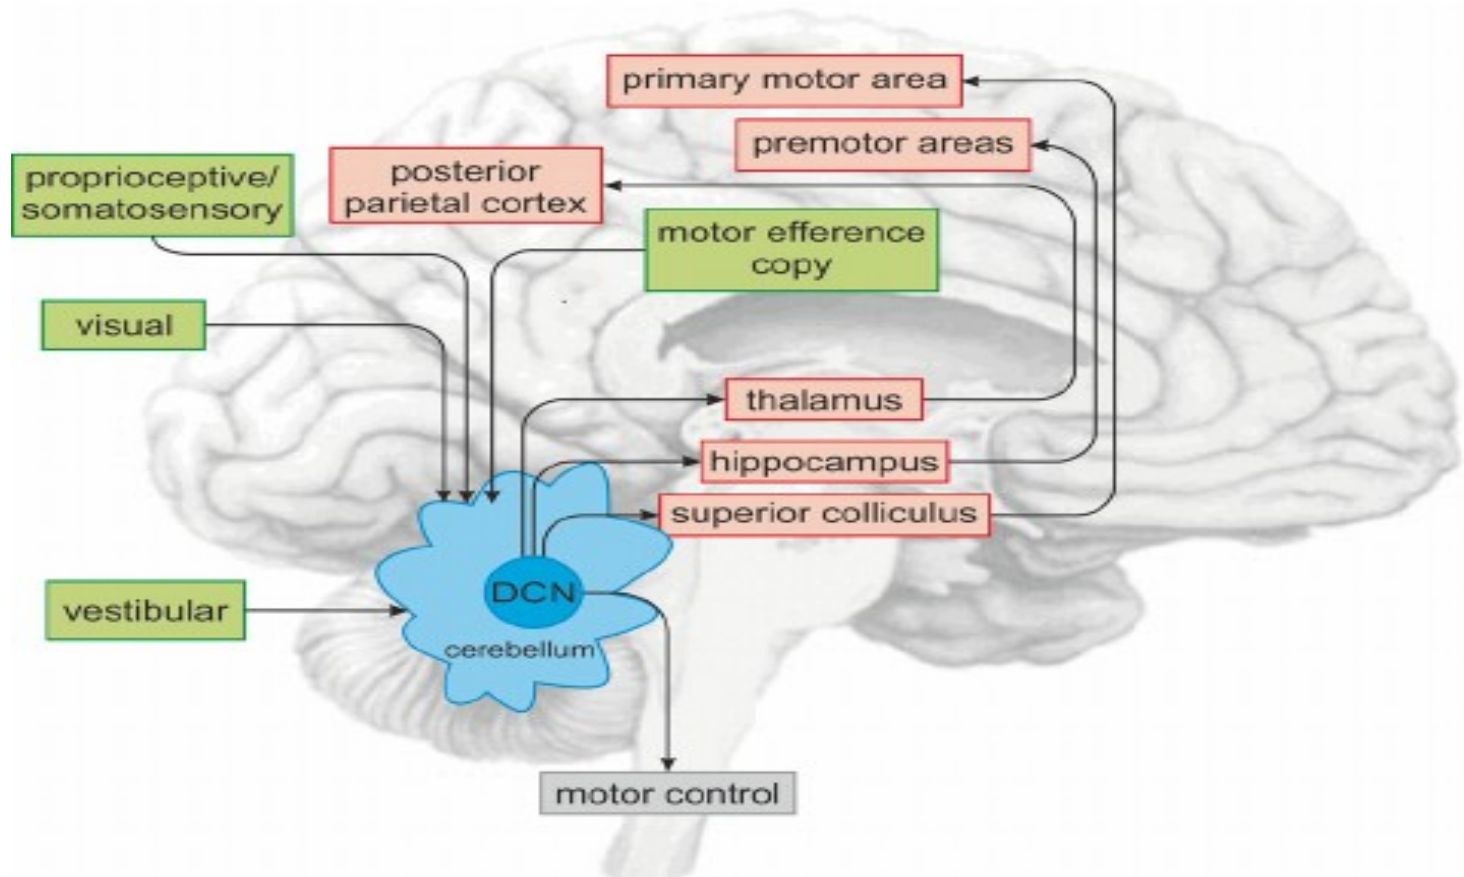 primary motor area
premotor areas
proprioceptive/
somatosensory
posterior
parietal cortex
motor efference
copy
visual
thalamus
hippocampus
superior colliculus
DCN
vestibular
cerebellum
motor control